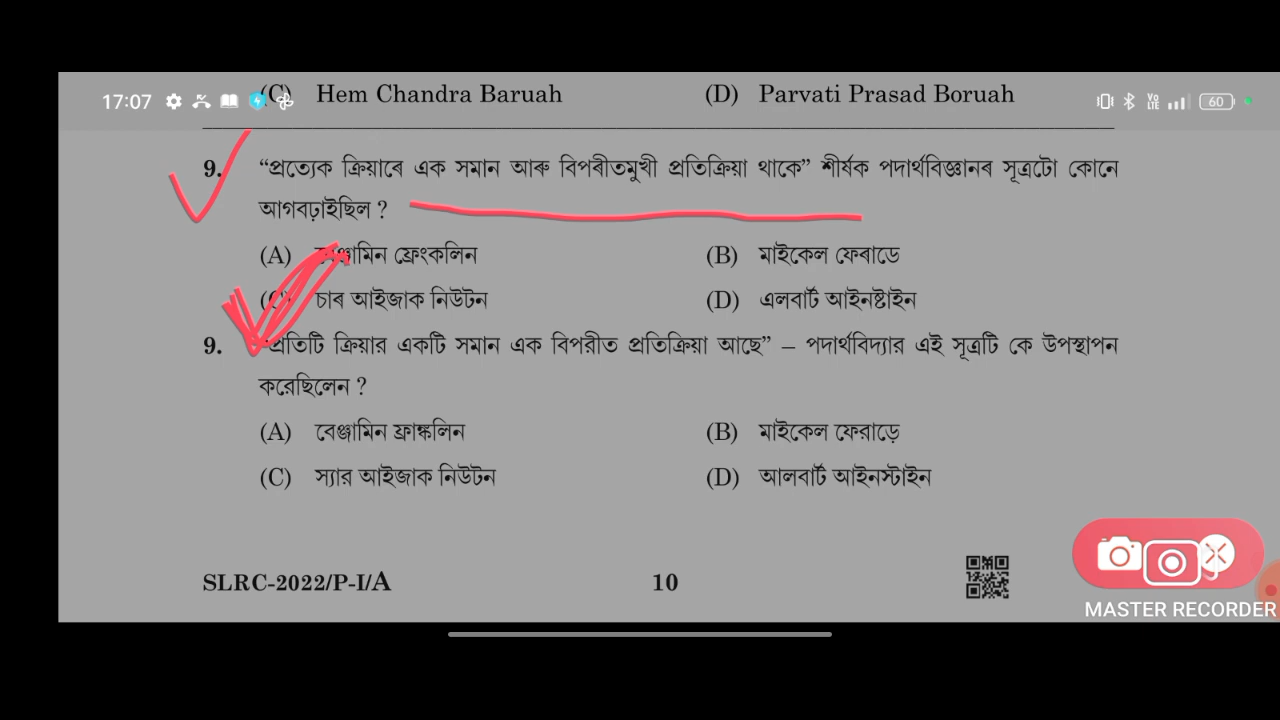 (C) Hem Chandra Baruah (D) Parvati Prasad Boruah
17:07 60
9. “প্ৰত্যেক ক্ৰিয়াৰে এক সমান আৰু বিপৰীতমুখী প্ৰতিক্ৰিয়া থাকে” শীৰ্ষক পদাৰ্থবিজ্ঞানৰ সূত্ৰটো কোনে
আগবঢ়াইছিল ?
(A) বেঞ্জামিন ফ্ৰেংকলিন (B) মাইকেল ফেৰাডে
(C) চাৰ আইজাক নিউটন (D) এলবাৰ্ট আইনষ্টাইন
9. “প্রতিটি ক্রিয়ার একটি সমান এক বিপরীত প্রতিক্রিয়া আছে” – পদার্থবিদ্যার এই সূত্রটি কে উপস্থাপন
করেছিলেন ?
(A) বেঞ্জামিন ফ্রাঙ্কলিন (B) মাইকেল ফেরাড়ে
(C) স্যার আইজাক নিউটন (D) আলবার্ট আইনস্টাইন
SLRC-2022/P-I/A 10
MASTER RECORDER